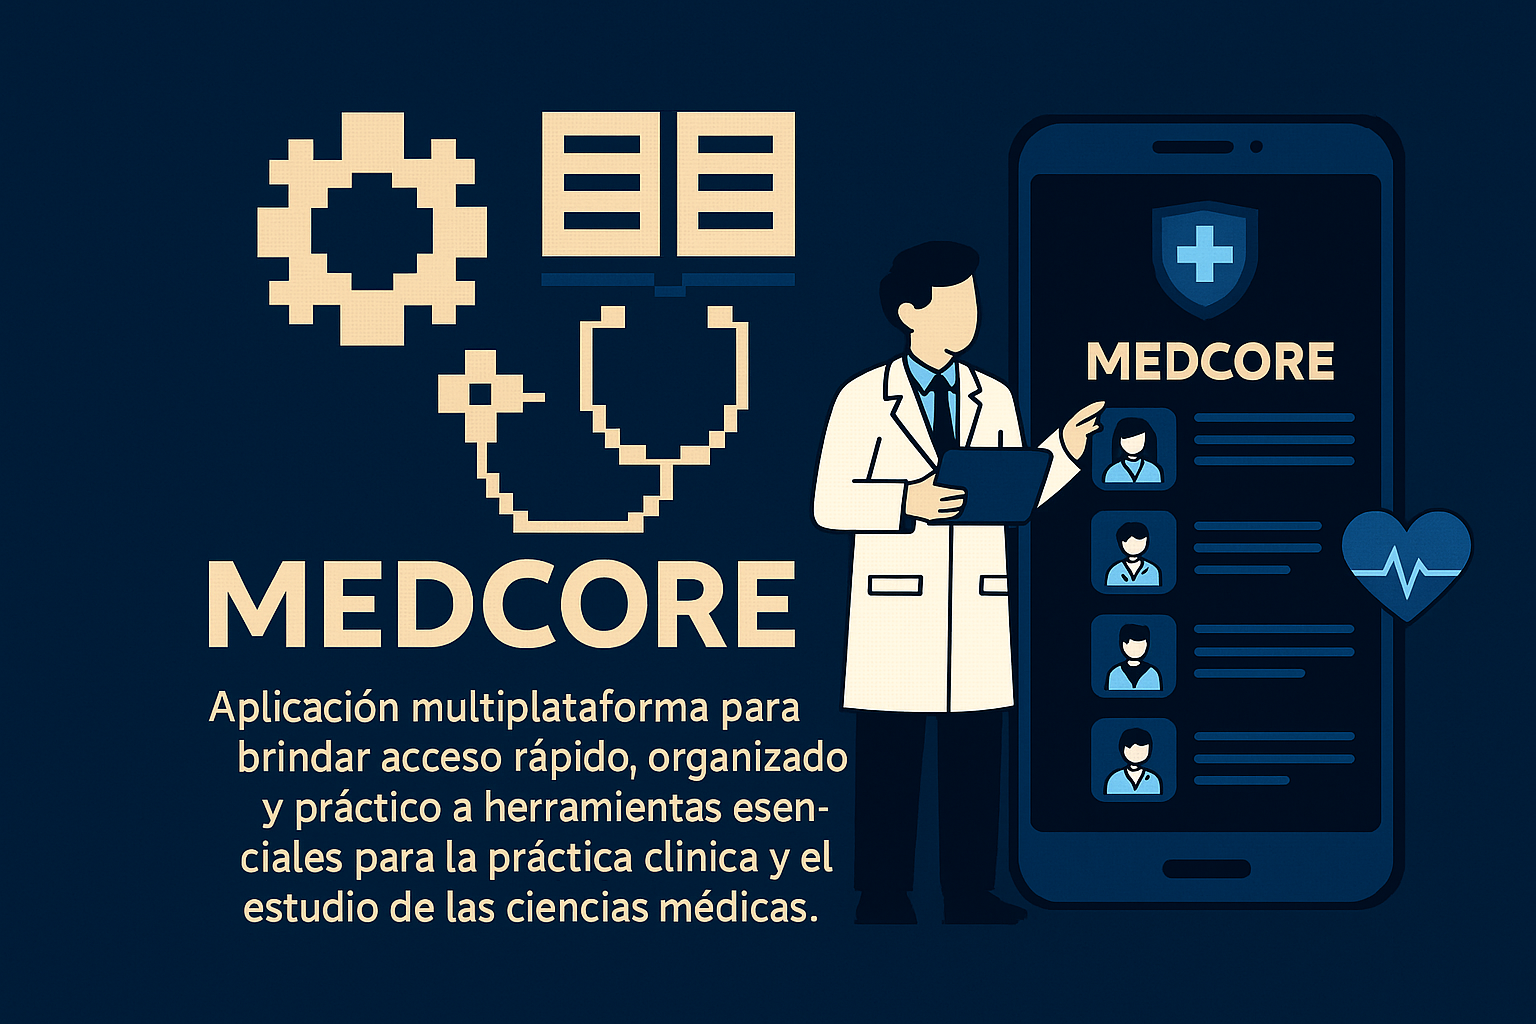 MEDCORE
Aplicación multiplataforma para
brindar acceso rápido, organizado
y práctico a herramientas esen-
ciales para la práctica clinica y el
estudio de las ciencias médicas.
MEDCORE